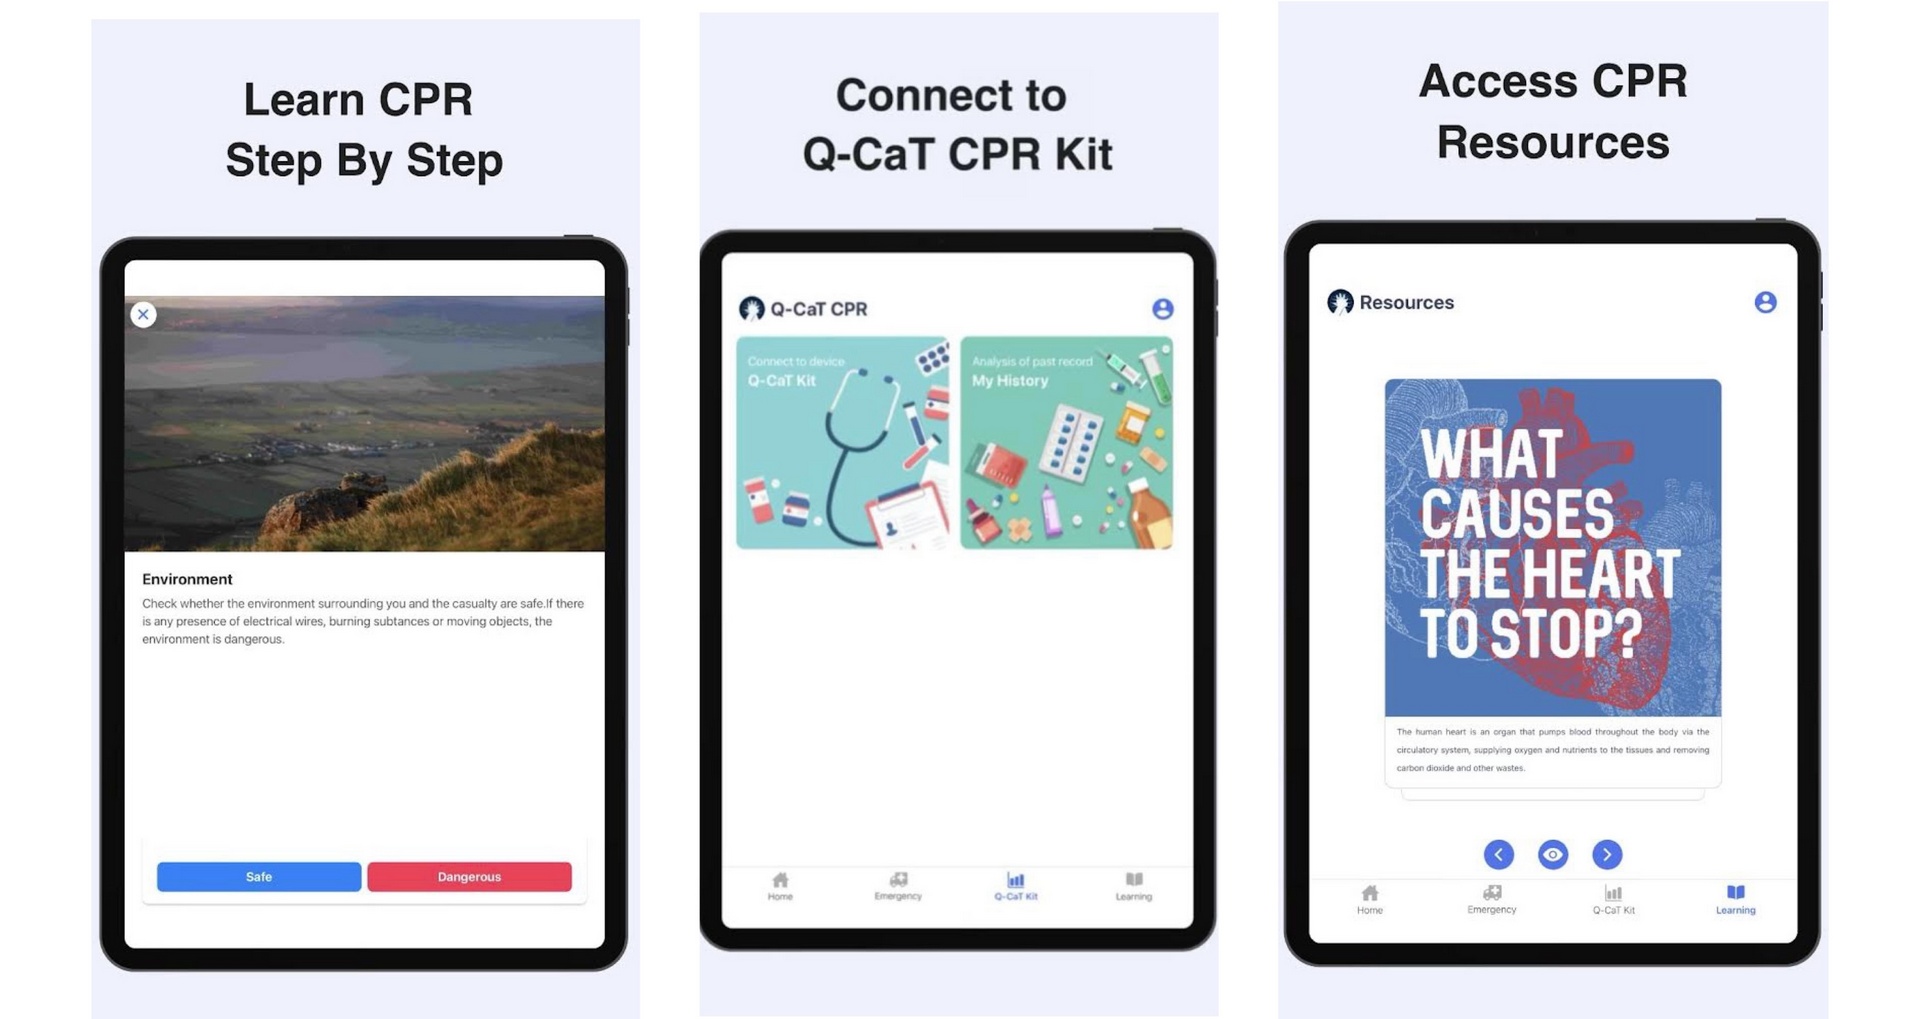 Learn CPR
Step By Step
Environment
Check whether the environment surrounding you and the casualty are safe.If there
is any presence of electrical wires, burning subtances or moving objects, the
environment is dangerous.
Safe
Dangerous
Connect to
Q-CaT CPR Kit
Q-CaT CPR
Connect to device
Q-CaT Kit
Analysis of past record
My History
Home
Emergency
Q-CaT Kit
Learning
Access CPR
Resources
Resources
WHAT
CAUSES
THE HEART
TO STOP?
The human heart is an organ that pumps blood throughout the body via the
circulatory system, supplying oxygen and nutrients to the tissues and removing
carbon dioxide and other wastes.
Home
Emergency
Q-CaT Kit
Learning